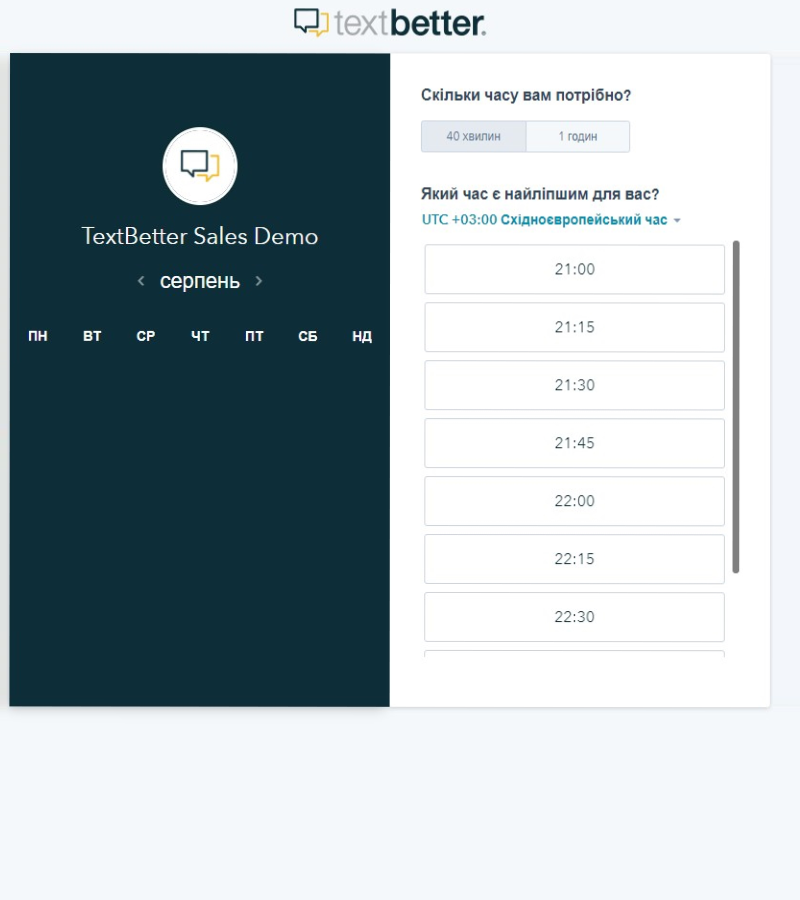 textbetter.
TextBetter Sales Demo
серпень
ПН ВТ СР ЧТ ПТ СБ НД
Скільки часу вам потрібно?
40 хвилин 1 годин
Який час є найліпшим для вас?
UTC +03:00 Східноєвропейський час
21:00
21:15
21:30
21:45
22:00
22:15
22:30